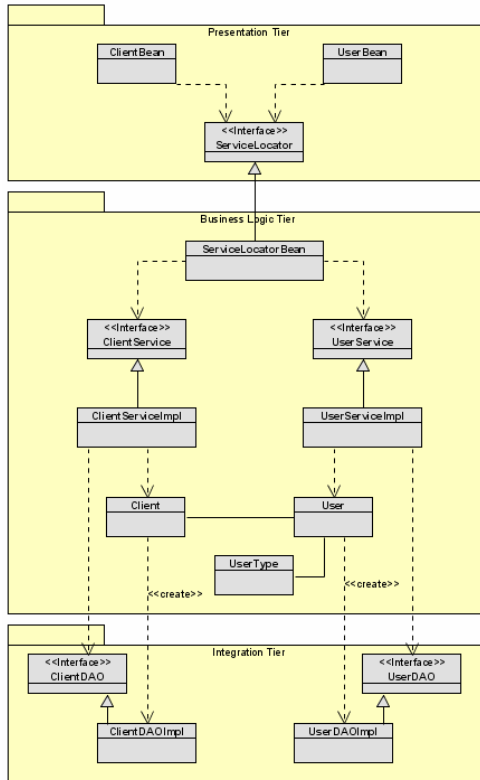 Presentation Tier
ClientBean
UserBean
<<Interface>>
ServiceLocator
Business Logic Tier
ServiceLocatorBean
<<Interface>>
ClientService
<<Interface>>
UserService
ClientServiceImpl
UserServiceImpl
Client
User
UserType
<<create>>
<<create>>
Integration Tier
<<Interface>>
ClientDAO
<<Interface>>
UserDAO
ClientDAOImpl
UserDAOImpl